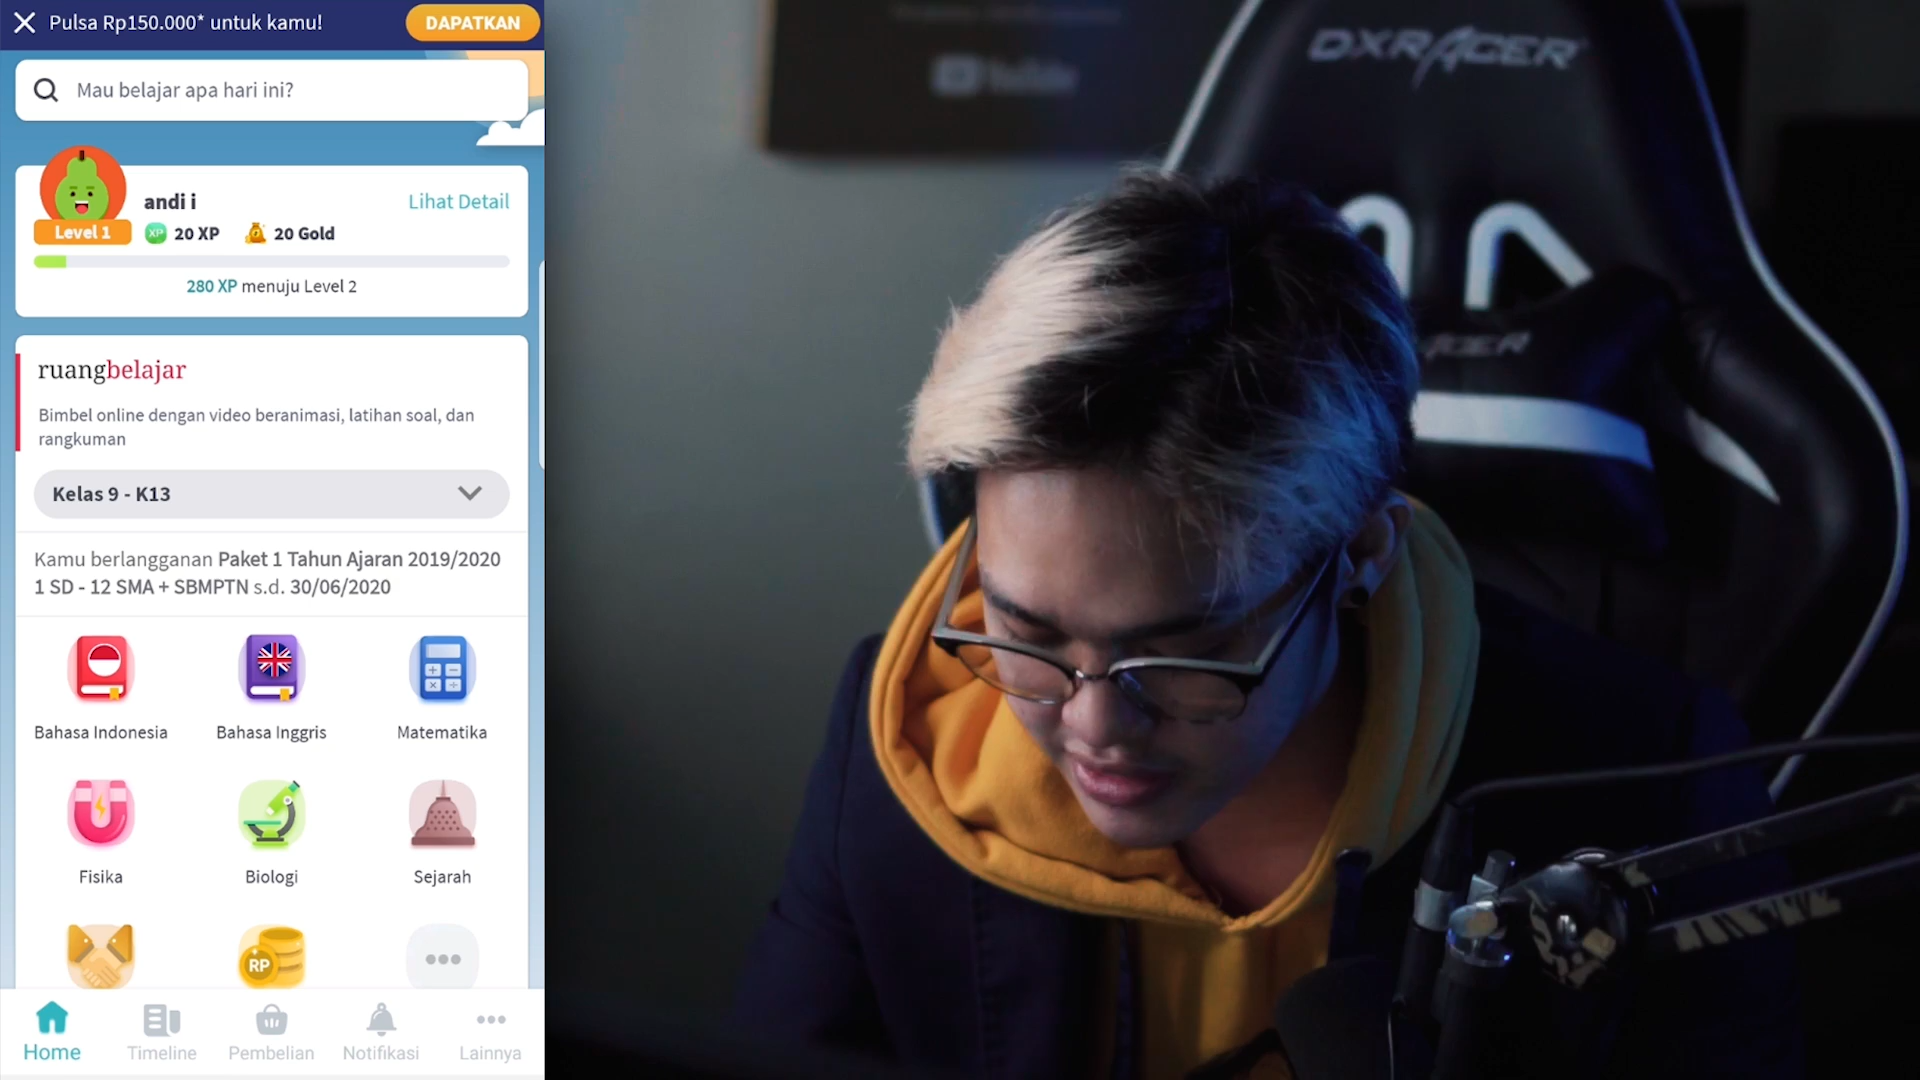 Pulsa Rp150.000* untuk kamu!
DAPATKAN
Mau belajar apa hari ini?
andi i
Lihat Detail
Level 1
XP
20 XP
20 Gold
280 XP menuju Level 2
ruangbelajar
Bimbel online dengan video beranimasi, latihan soal, dan
rangkuman
Kelas 9 - K13
Kamu berlangganan Paket 1 Tahun Ajaran 2019/2020
1 SD - 12 SMA + SBMPTN s.d. 30/06/2020
Bahasa Indonesia
Bahasa Inggris
Matematika
Fisika
Biologi
Sejarah
RP
Home
Timeline
Pembelian
Notifikasi
Lainnya
YouTube
DXRACER